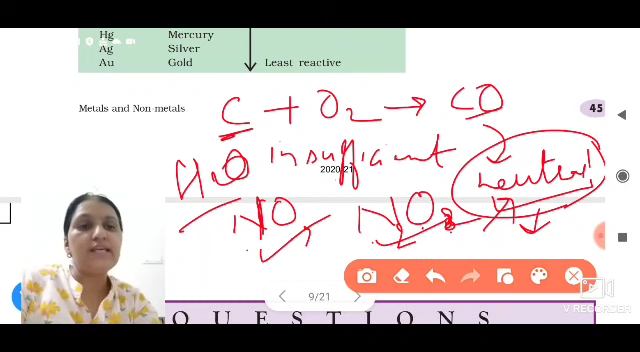 Hg Mercury
Ag Silver
Au Gold Least reactive
Metals and Non-metals 45
C + O2 → CO
insufficient
2020-21
H2O neutral
NO
9/21
QUESTIONS
V RECORDER